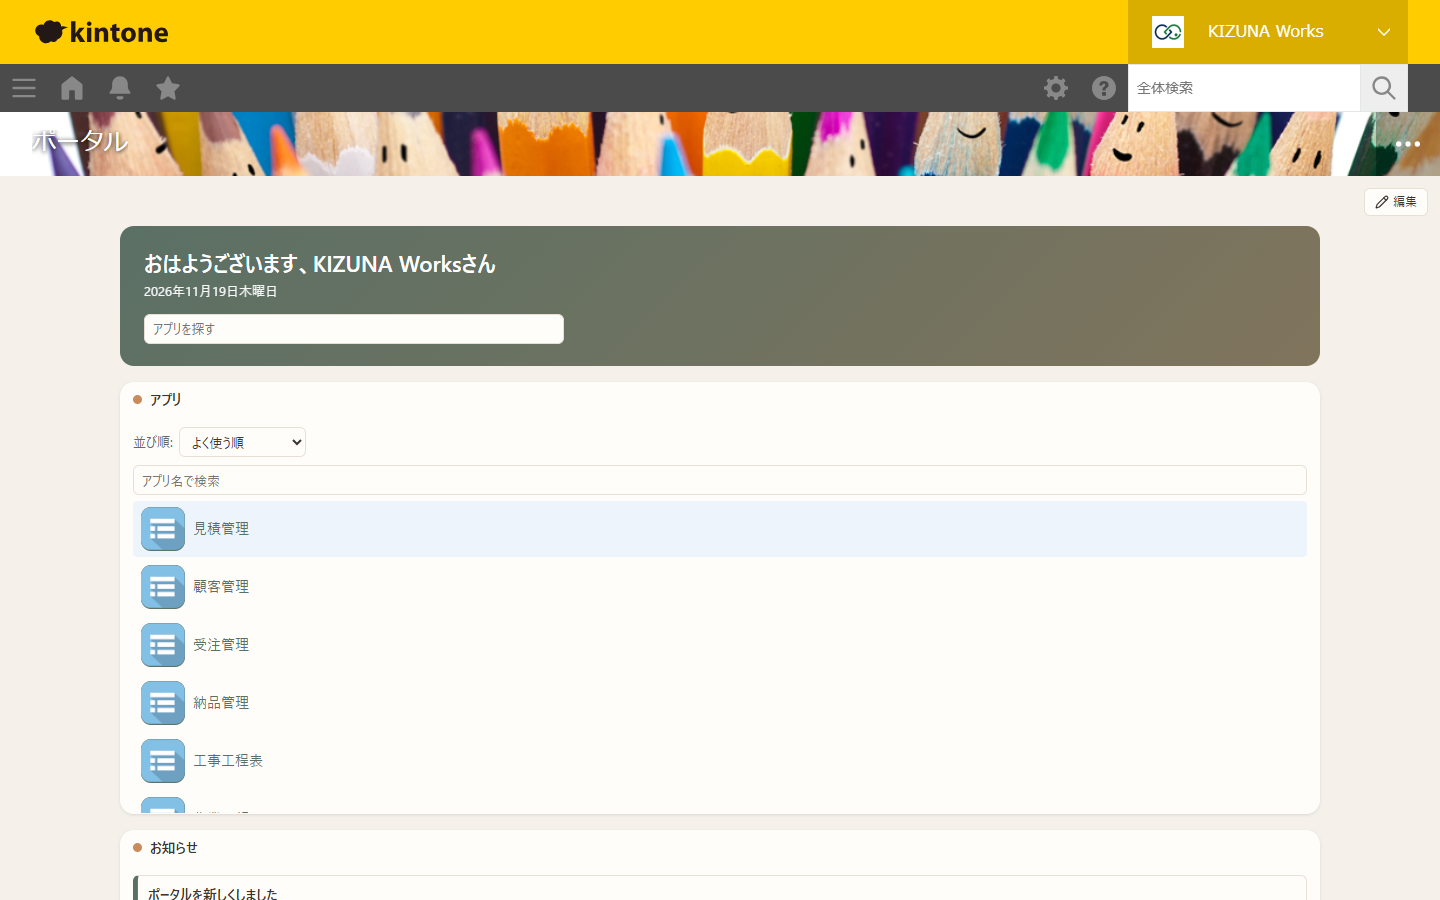 kintone
KIZUNA Works
全体検索
ポータル
編集
おはようございます、KIZUNA Worksさん
2026年11月19日木曜日
アプリを探す
アプリ
並び順: よく使う順
アプリ名で検索
見積管理
顧客管理
受注管理
納品管理
工事工程表
お知らせ
ポータルを新しくしました